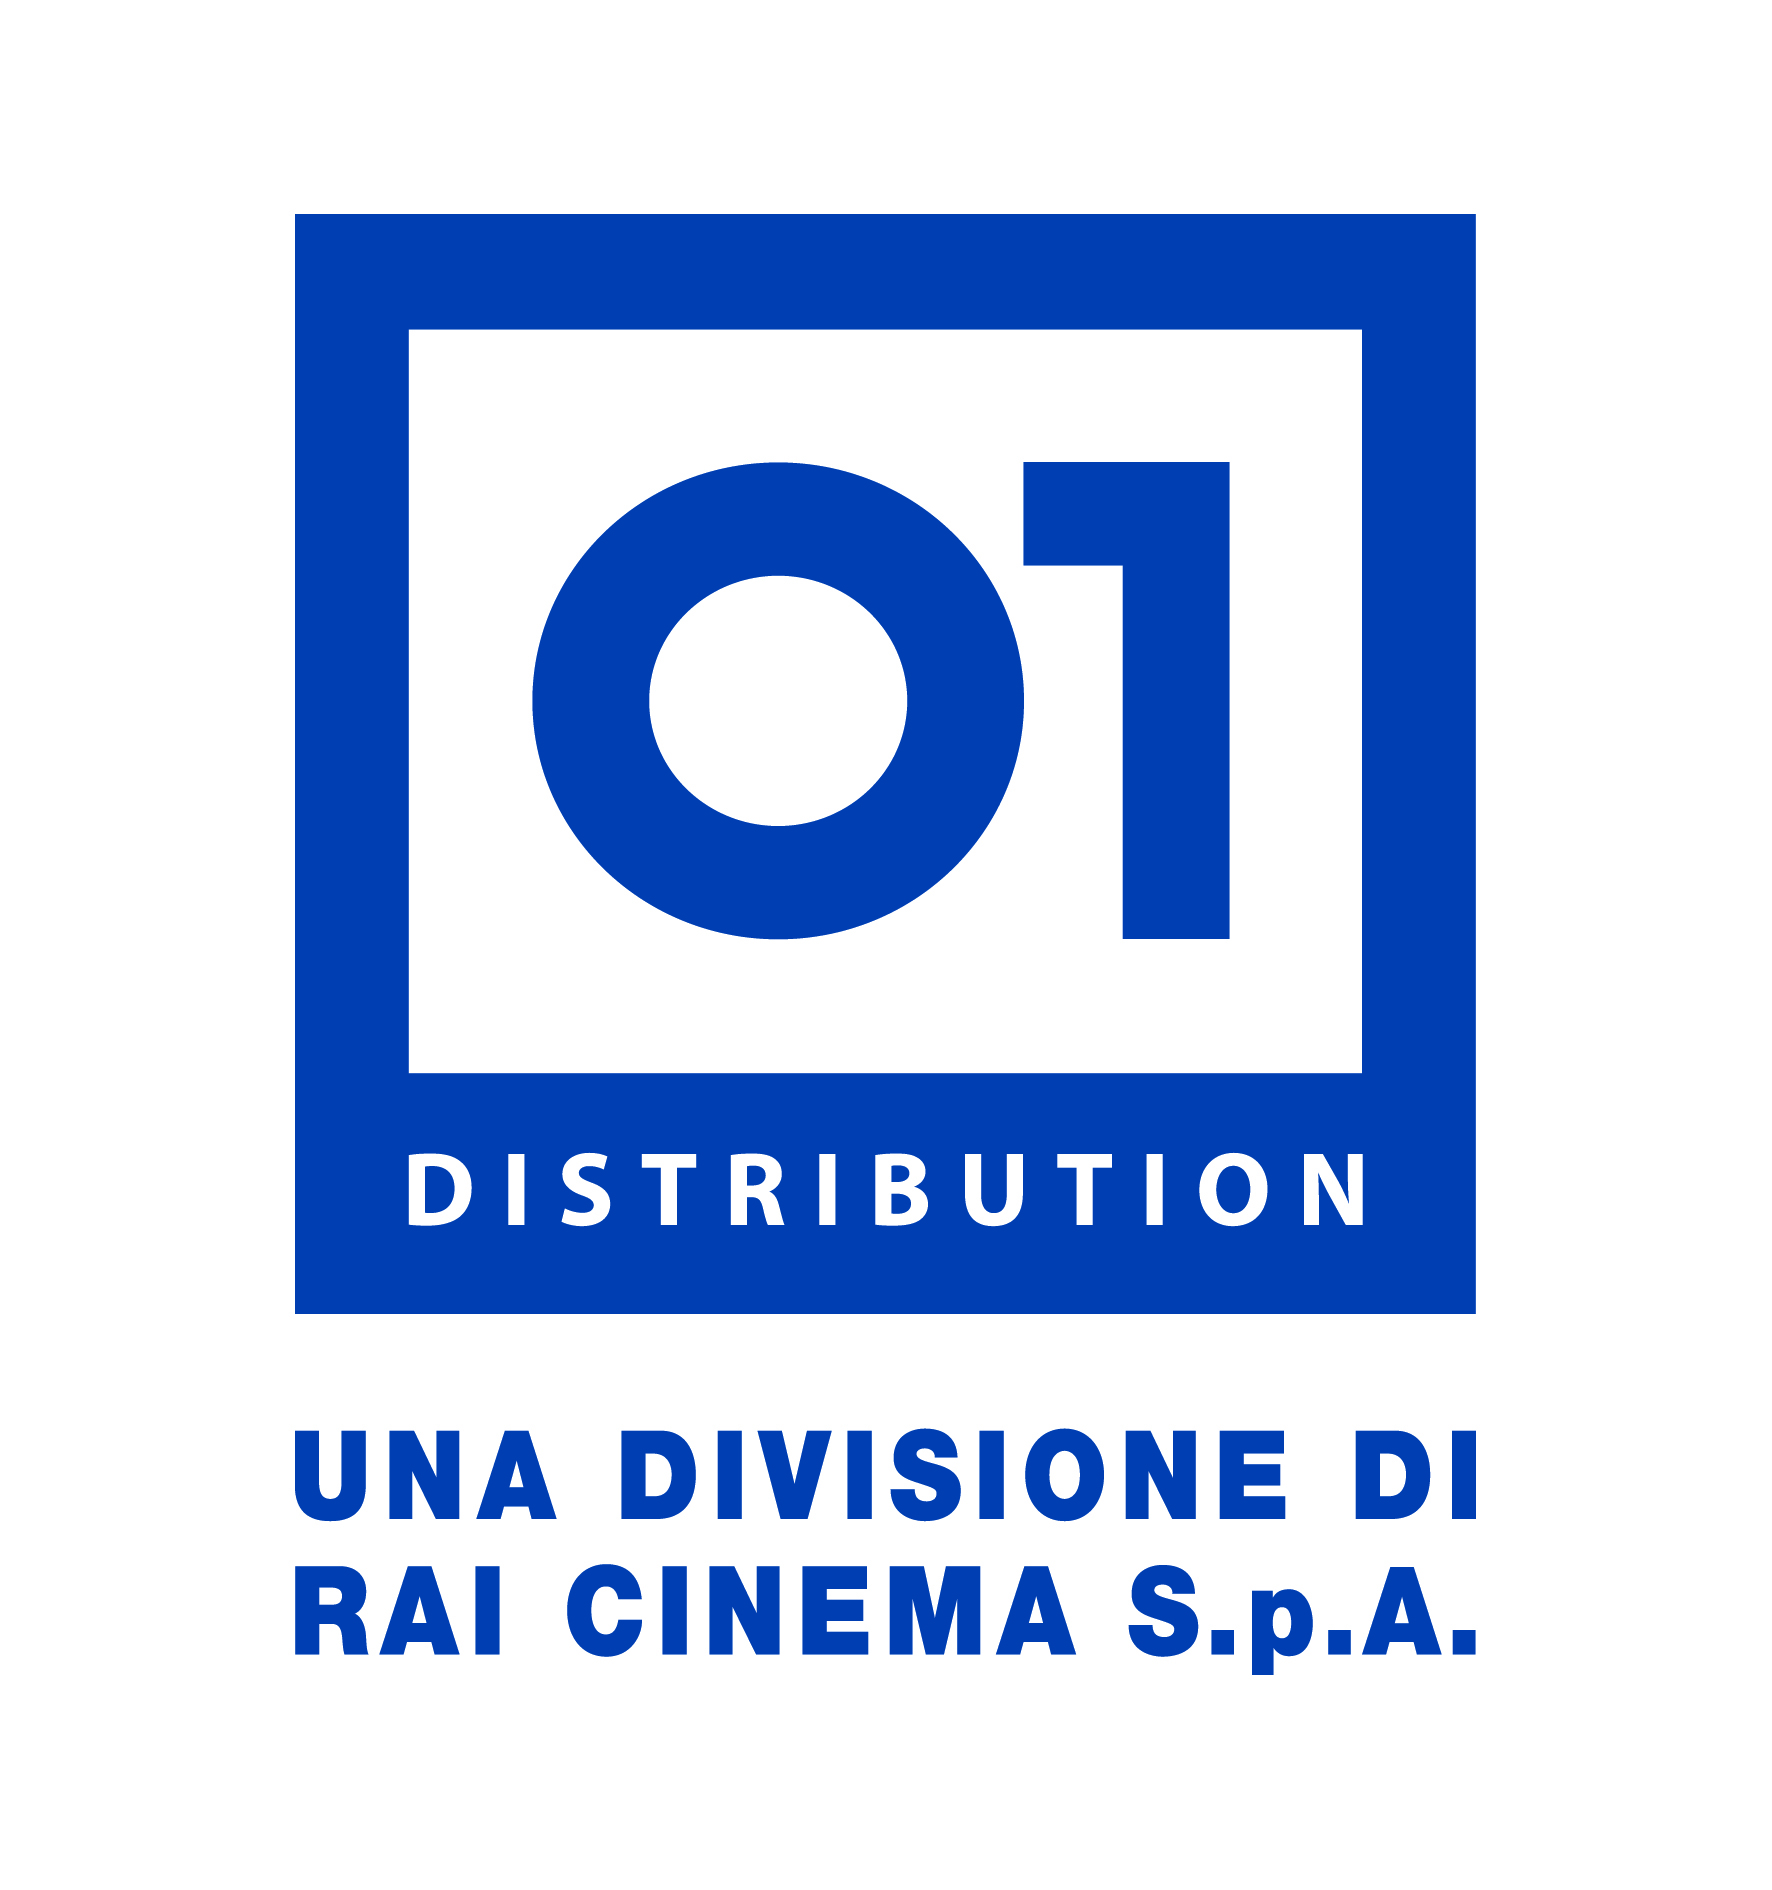 01
DISTRIBUTION
UNA DIVISIONE DI
RAI CINEMA S.p.A.